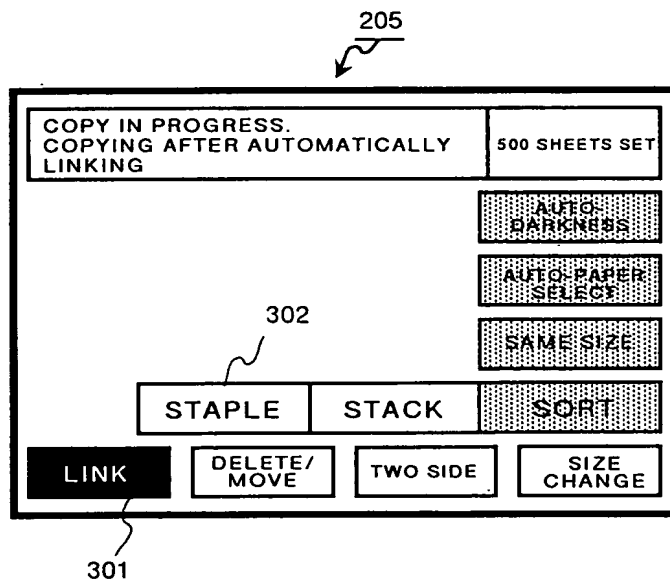 205
COPY IN PROGRESS.
COPYING AFTER AUTOMATICALLY
LINKING
500 SHEETS SET
AUTO-
DARKNESS
AUTO-PAPER
SELECT
SAME SIZE
302
STAPLE
STACK
SORT
LINK
DELETE/
MOVE
TWO SIDE
SIZE
CHANGE
301